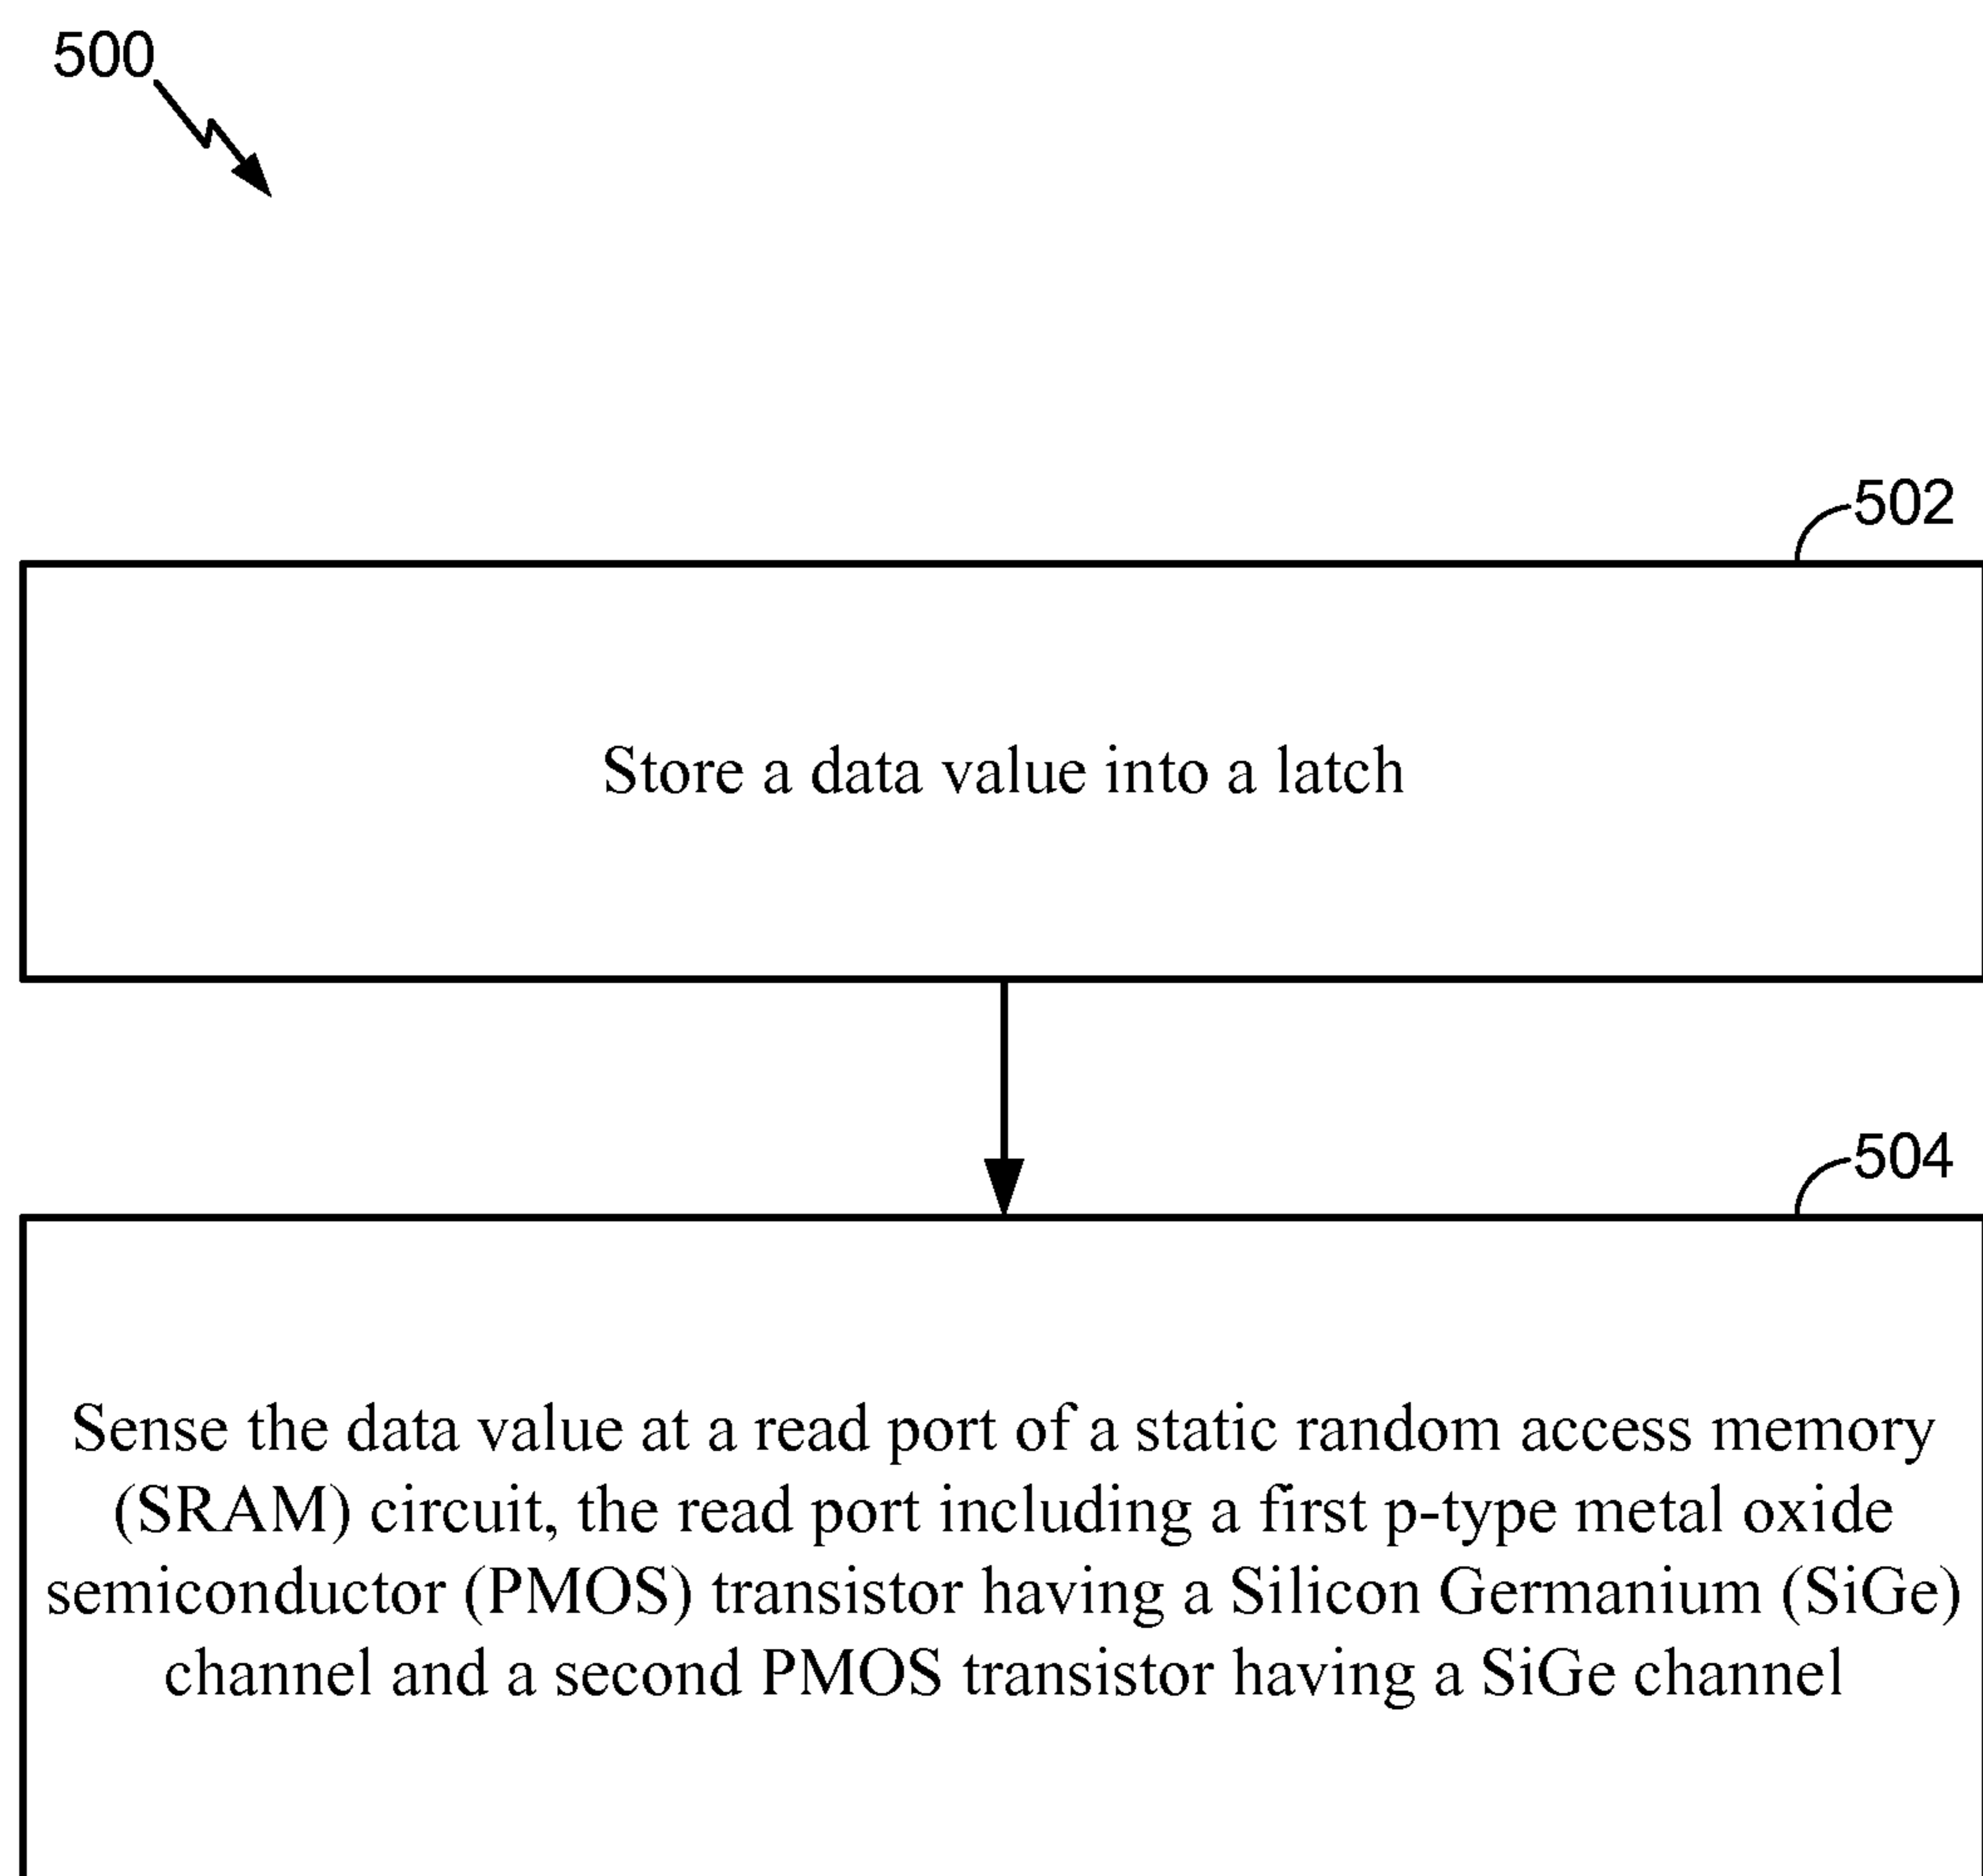 500
502
Store a data value into a latch
504
Sense the data value at a read port of a static random access memory
(SRAM) circuit, the read port including a first p-type metal oxide
semiconductor (PMOS) transistor having a Silicon Germanium (SiGe)
channel and a second PMOS transistor having a SiGe channel